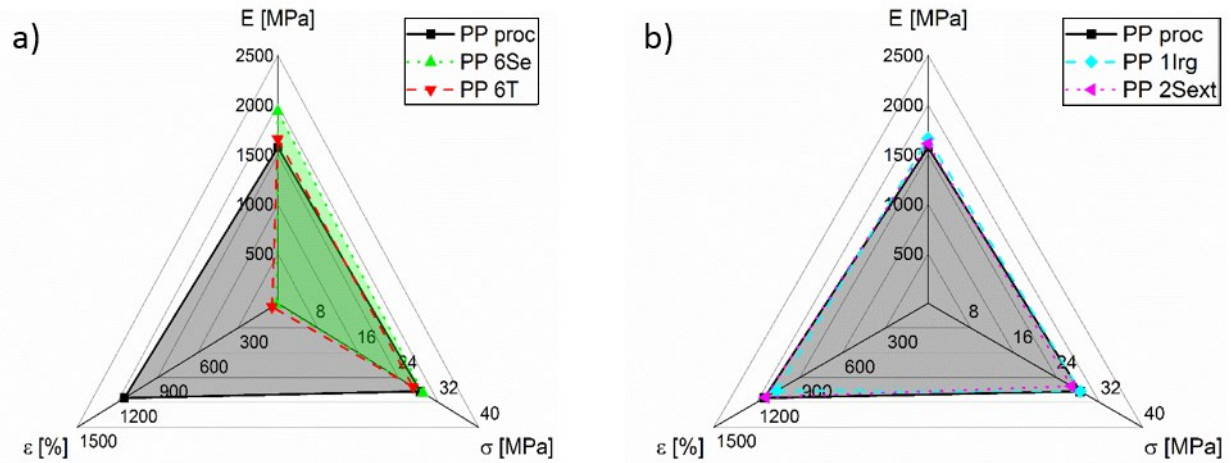 a)
E [MPa]
PP proc
PP 6Se
PP 6T
2500
2000
1500
1000
500
8
16
24
32
40
300
600
900
1200
1500
ε [%]
σ [MPa]
b)
E [MPa]
PP proc
PP 1Irg
PP 2Sext
2500
2000
1500
1000
500
8
16
24
32
40
300
600
900
1200
1500
ε [%]
σ [MPa]